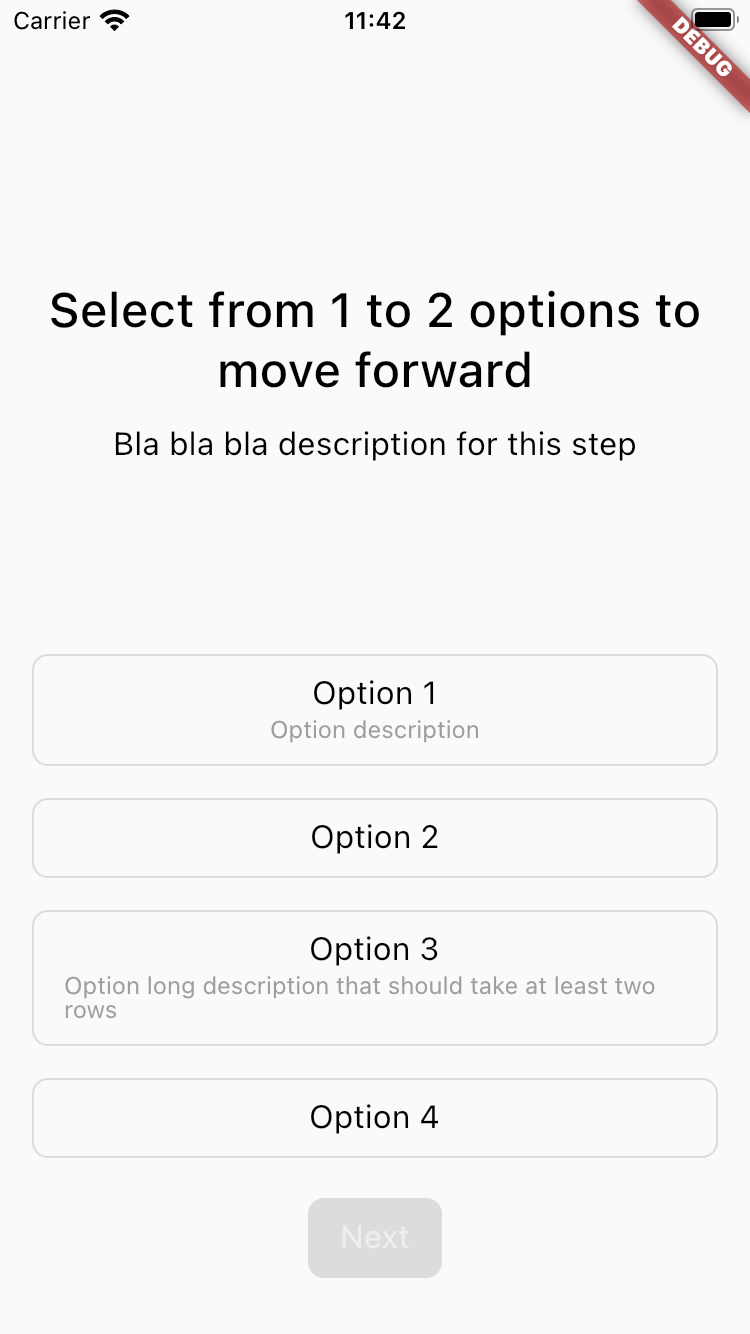 Carrier 11:42
DEBUG
Select from 1 to 2 options to
move forward
Bla bla bla description for this step
Option 1
Option description
Option 2
Option 3
Option long description that should take at least two
rows
Option 4
Next